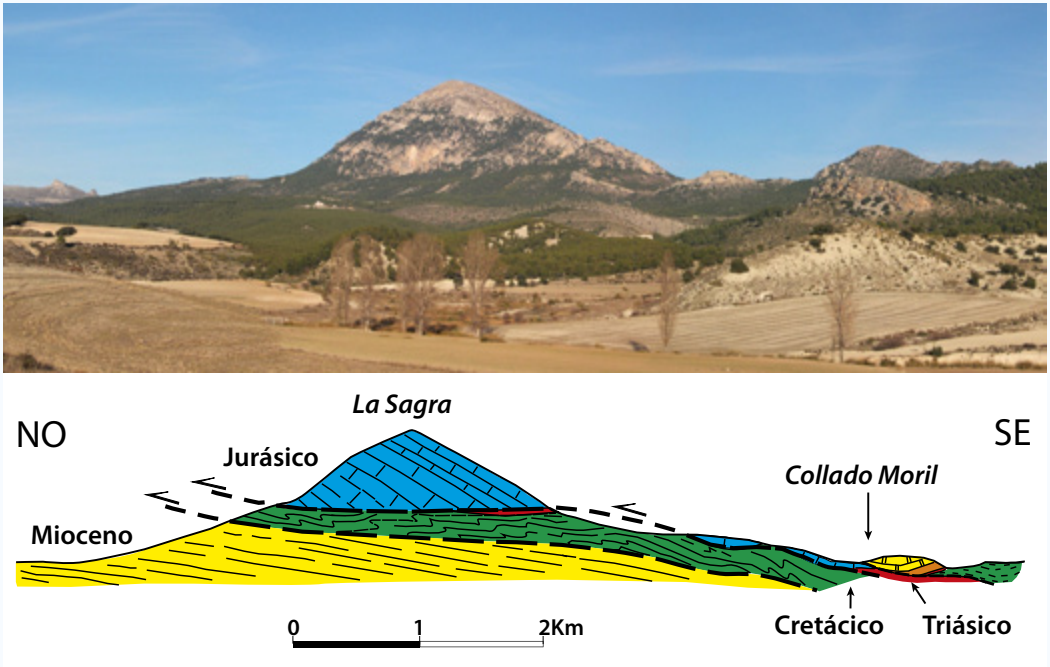 La Sagra
NO
SE
Jurásico
Collado Moril
Mioceno
0 1 2Km
Cretácico
Triásico